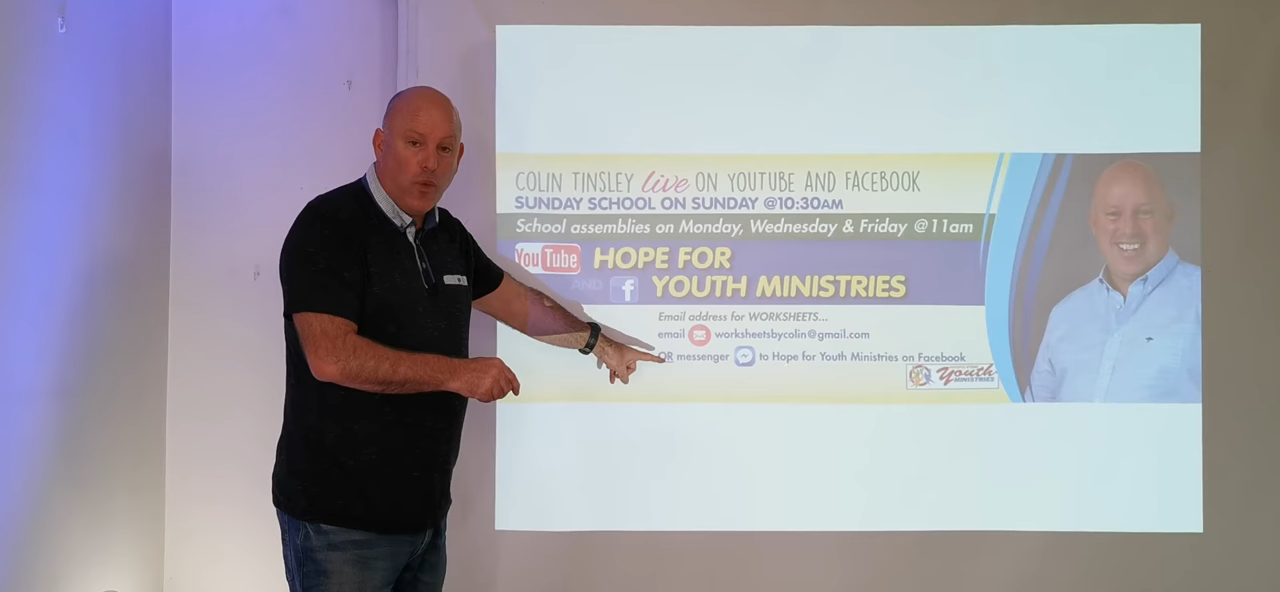 COLIN TINSLEY live ON YOUTUBE AND FACEBOOK
SUNDAY SCHOOL ON SUNDAY @10:30AM
School assemblies on Monday, Wednesday & Friday @11am
YouTube HOPE FOR
AND f YOUTH MINISTRIES
Email address for WORKSHEETS...
email worksheetsbycolin@gmail.com
OR messenger to Hope for Youth Ministries on Facebook
Youth
MINISTRIES